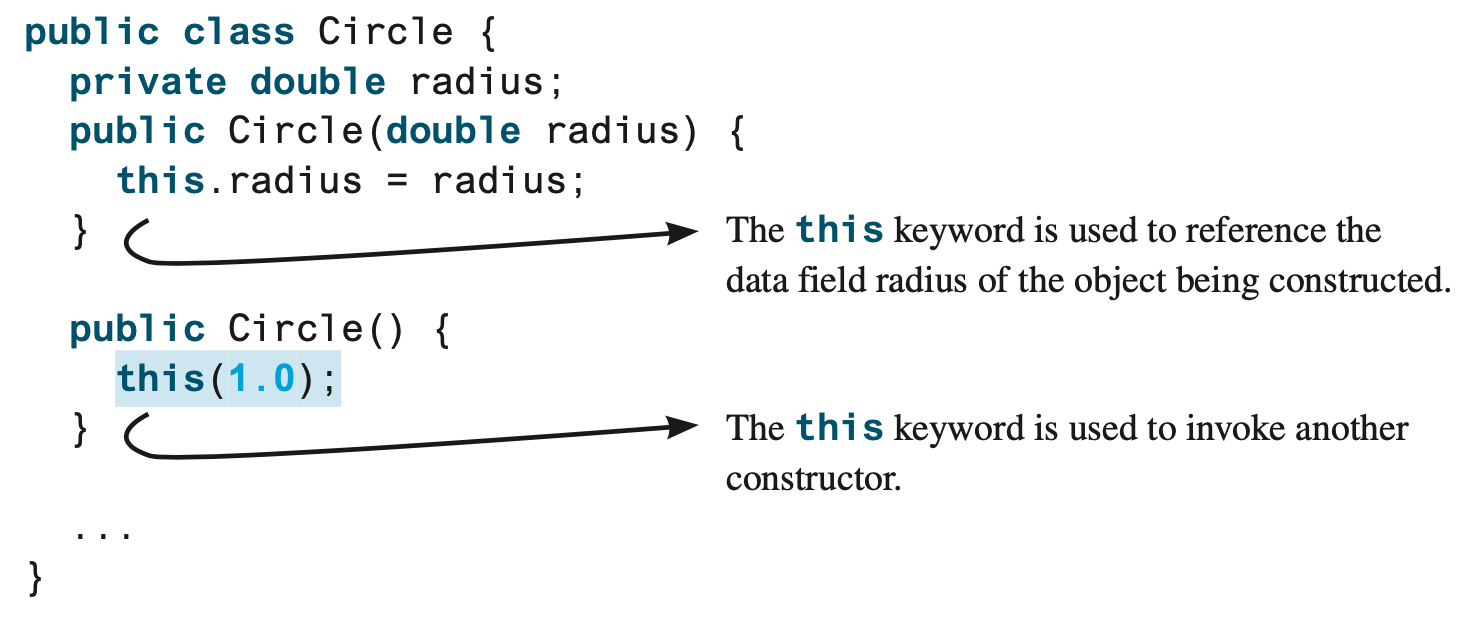 public class Circle {
private double radius;
public Circle(double radius) {
this.radius = radius;
}
The this keyword is used to reference the
data field radius of the object being constructed.
public Circle() {
this(1.0);
}
The this keyword is used to invoke another
constructor.
...
}